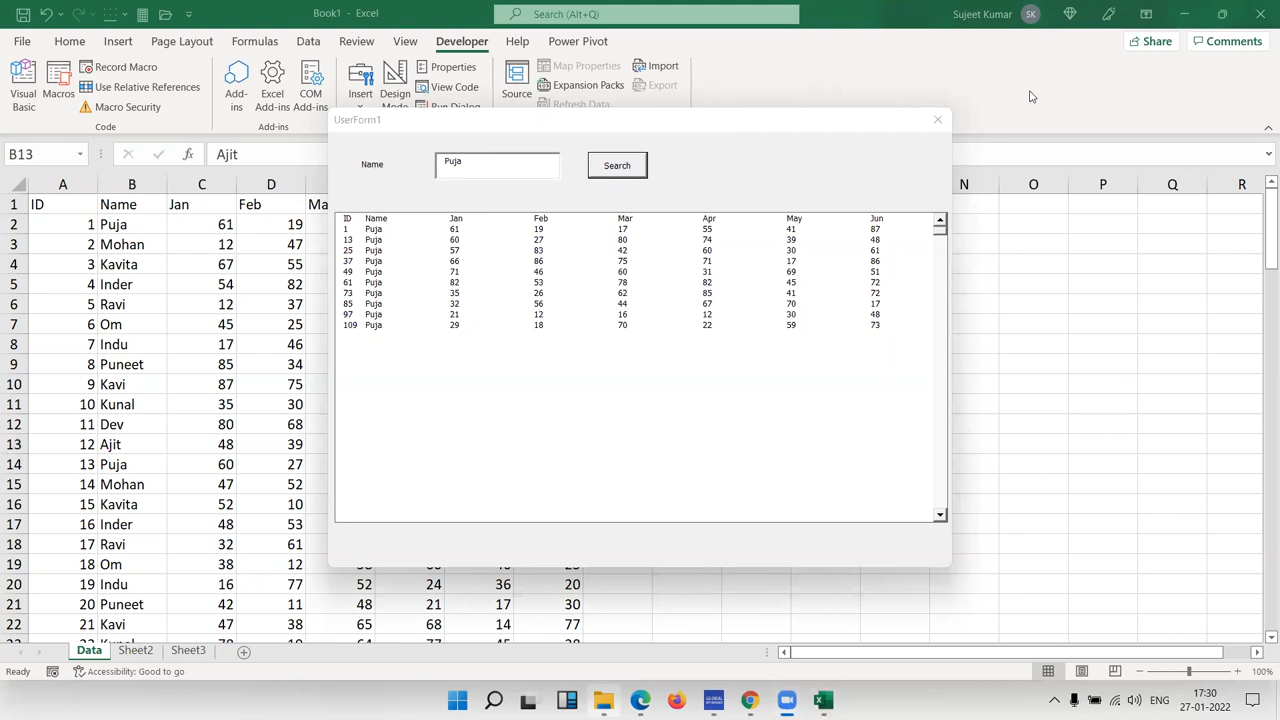 Book1 - Excel
Search (Alt+Q)
Sujeet Kumar SK
File Home Insert Page Layout Formulas Data Review View Developer Help Power Pivot
Share Comments
Visual Basic
Macros
Record Macro
Use Relative References
Macro Security
Code
Add-ins
Excel Add-ins
COM Add-ins
Add-ins
Insert
Design Mode
Properties
View Code
Run Dialog
Source
Map Properties
Expansion Packs
Refresh Data
Import
Export
B13 fx Ajit
UserForm1
Name Puja Search
ID Name Jan Feb Mar Apr May Jun
1 Puja 61 19 17 55 41 87
13 Puja 60 27 80 74 39 48
25 Puja 57 83 42 60 30 61
37 Puja 66 86 75 71 17 86
49 Puja 71 46 60 31 69 51
61 Puja 82 53 78 82 45 72
73 Puja 35 26 62 85 41 72
85 Puja 32 56 44 67 70 17
97 Puja 21 12 16 12 30 48
109 Puja 29 18 70 22 59 73
A B C D N O P Q R
1 ID Name Jan Feb
2 1 Puja 61 19
3 2 Mohan 12 47
4 3 Kavita 67 55
5 4 Inder 54 82
6 5 Ravi 12 37
7 6 Om 45 25
8 7 Indu 17 46
9 8 Puneet 85 34
10 9 Kavi 87 75
11 10 Kunal 35 30
12 11 Dev 80 68
13 12 Ajit 48 39
14 13 Puja 60 27
15 14 Mohan 47 52
16 15 Kavita 52 10
17 16 Inder 48 53
18 17 Ravi 32 61
19 18 Om 38 12
20 19 Indu 16 77 52 24 36 20
21 20 Puneet 42 11 48 21 17 30
22 21 Kavi 47 38 65 68 14 77
Data Sheet2 Sheet3
Ready Accessibility: Good to go 100%
ENG 17:30
27-01-2022